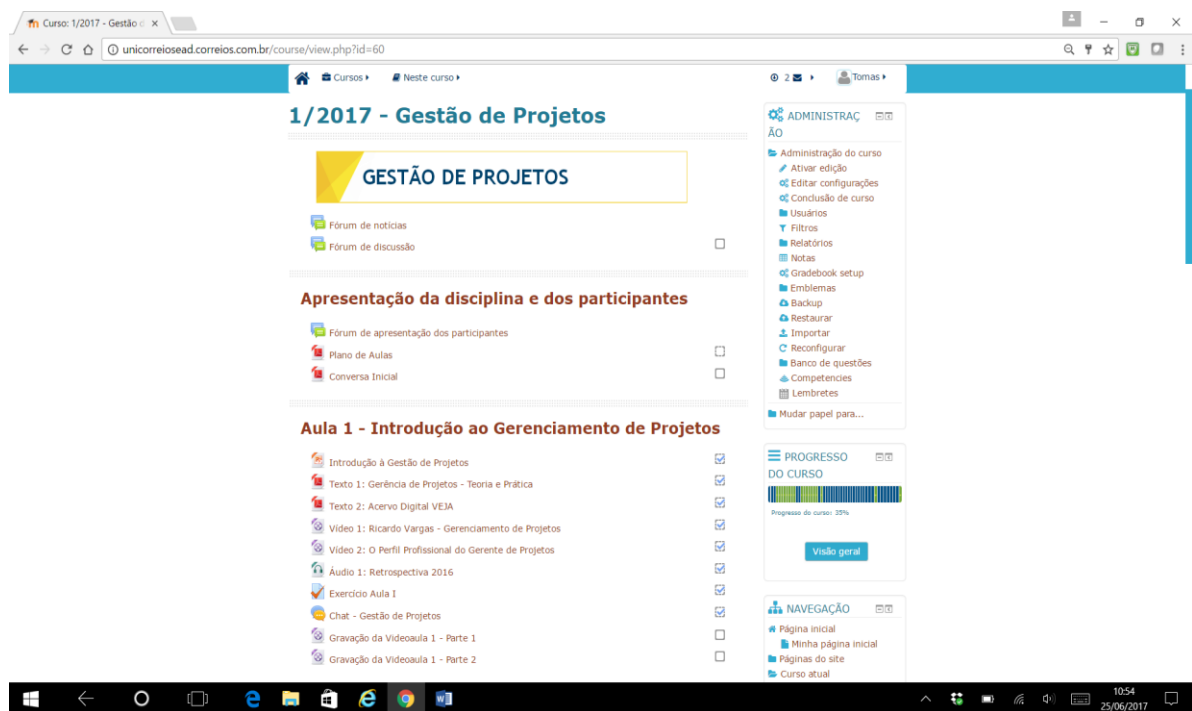 Curso: 1/2017 - Gestão d
unicorreiosead.correios.com.br/course/view.php?id=60
Cursos
Neste curso
2
Tomas
1/2017 - Gestão de Projetos
GESTÃO DE PROJETOS
Fórum de notícias
Fórum de discussão
Apresentação da disciplina e dos participantes
Fórum de apresentação dos participantes
Plano de Aulas
Conversa Inicial
Aula 1 - Introdução ao Gerenciamento de Projetos
Introdução à Gestão de Projetos
Texto 1: Gerência de Projetos - Teoria e Prática
Texto 2: Acervo Digital VEJA
Vídeo 1: Ricardo Vargas - Gerenciamento de Projetos
Vídeo 2: O Perfil Profissional do Gerente de Projetos
Áudio 1: Retrospectiva 2016
Exercício Aula I
Chat - Gestão de Projetos
Gravação da Videoaula 1 - Parte 1
Gravação da Videoaula 1 - Parte 2
ADMINISTRAÇ
ÃO
Administração do curso
Ativar edição
Editar configurações
Conclusão de curso
Usuários
Filtros
Relatórios
Notas
Gradebook setup
Emblemas
Backup
Restaurar
Importar
Reconfigurar
Banco de questões
Competencies
Lembretes
Mudar papel para...
PROGRESSO
DO CURSO
Progresso do curso: 35%
Visão geral
NAVEGAÇÃO
Página inicial
Minha página inicial
Páginas do site
Curso atual
10:54
25/06/2017